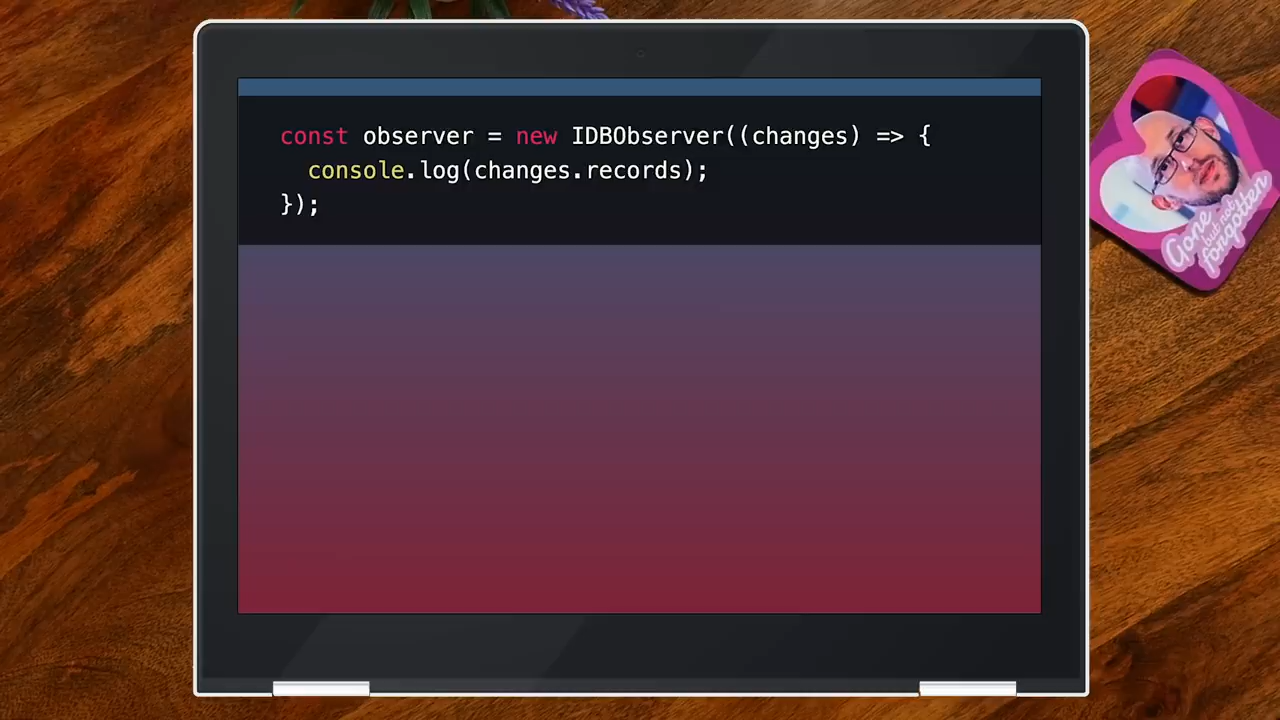 const observer = new IDBObserver((changes) => {
console.log(changes.records);
});
Gone
but not
forgotten